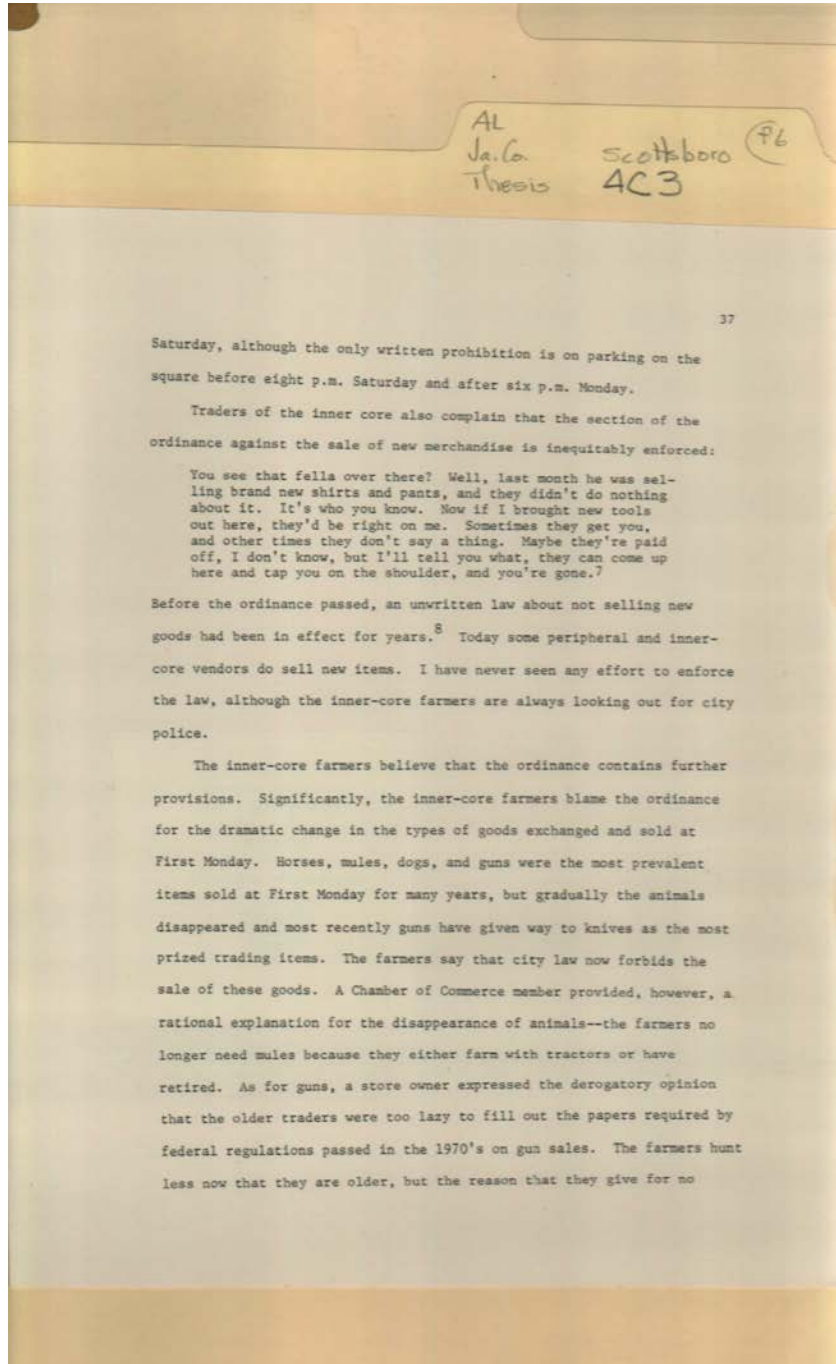 AL
Ja. Co. Scottsboro P6
Thesis 4C3
37
Saturday, although the only written prohibition is on parking on the
square before eight p.m. Saturday and after six p.m. Monday.
Traders of the inner core also complain that the section of the
ordinance against the sale of new merchandise is inequitably enforced:
You see that fella over there? Well, last month he was sel-
ling brand new shirts and pants, and they didn't do nothing
about it. It's who you know. Now if I brought new tools
out here, they'd be right on me. Sometimes they get you,
and other times they don't say a thing. Maybe they're paid
off, I don't know, but I'll tell you what, they can come up
here and tap you on the shoulder, and you're gone.7
Before the ordinance passed, an unwritten law about not selling new
goods had been in effect for years.8 Today some peripheral and inner-
core vendors do sell new items. I have never seen any effort to enforce
the law, although the inner-core farmers are always looking out for city
police.
The inner-core farmers believe that the ordinance contains further
provisions. Significantly, the inner-core farmers blame the ordinance
for the dramatic change in the types of goods exchanged and sold at
First Monday. Horses, mules, dogs, and guns were the most prevalent
items sold at First Monday for many years, but gradually the animals
disappeared and most recently guns have given way to knives as the most
prized trading items. The farmers say that city law now forbids the
sale of these goods. A Chamber of Commerce member provided, however, a
rational explanation for the disappearance of animals--the farmers no
longer need mules because they either farm with tractors or have
retired. As for guns, a store owner expressed the derogatory opinion
that the older traders were too lazy to fill out the papers required by
federal regulations passed in the 1970's on gun sales. The farmers hunt
less now that they are older, but the reason that they give for no